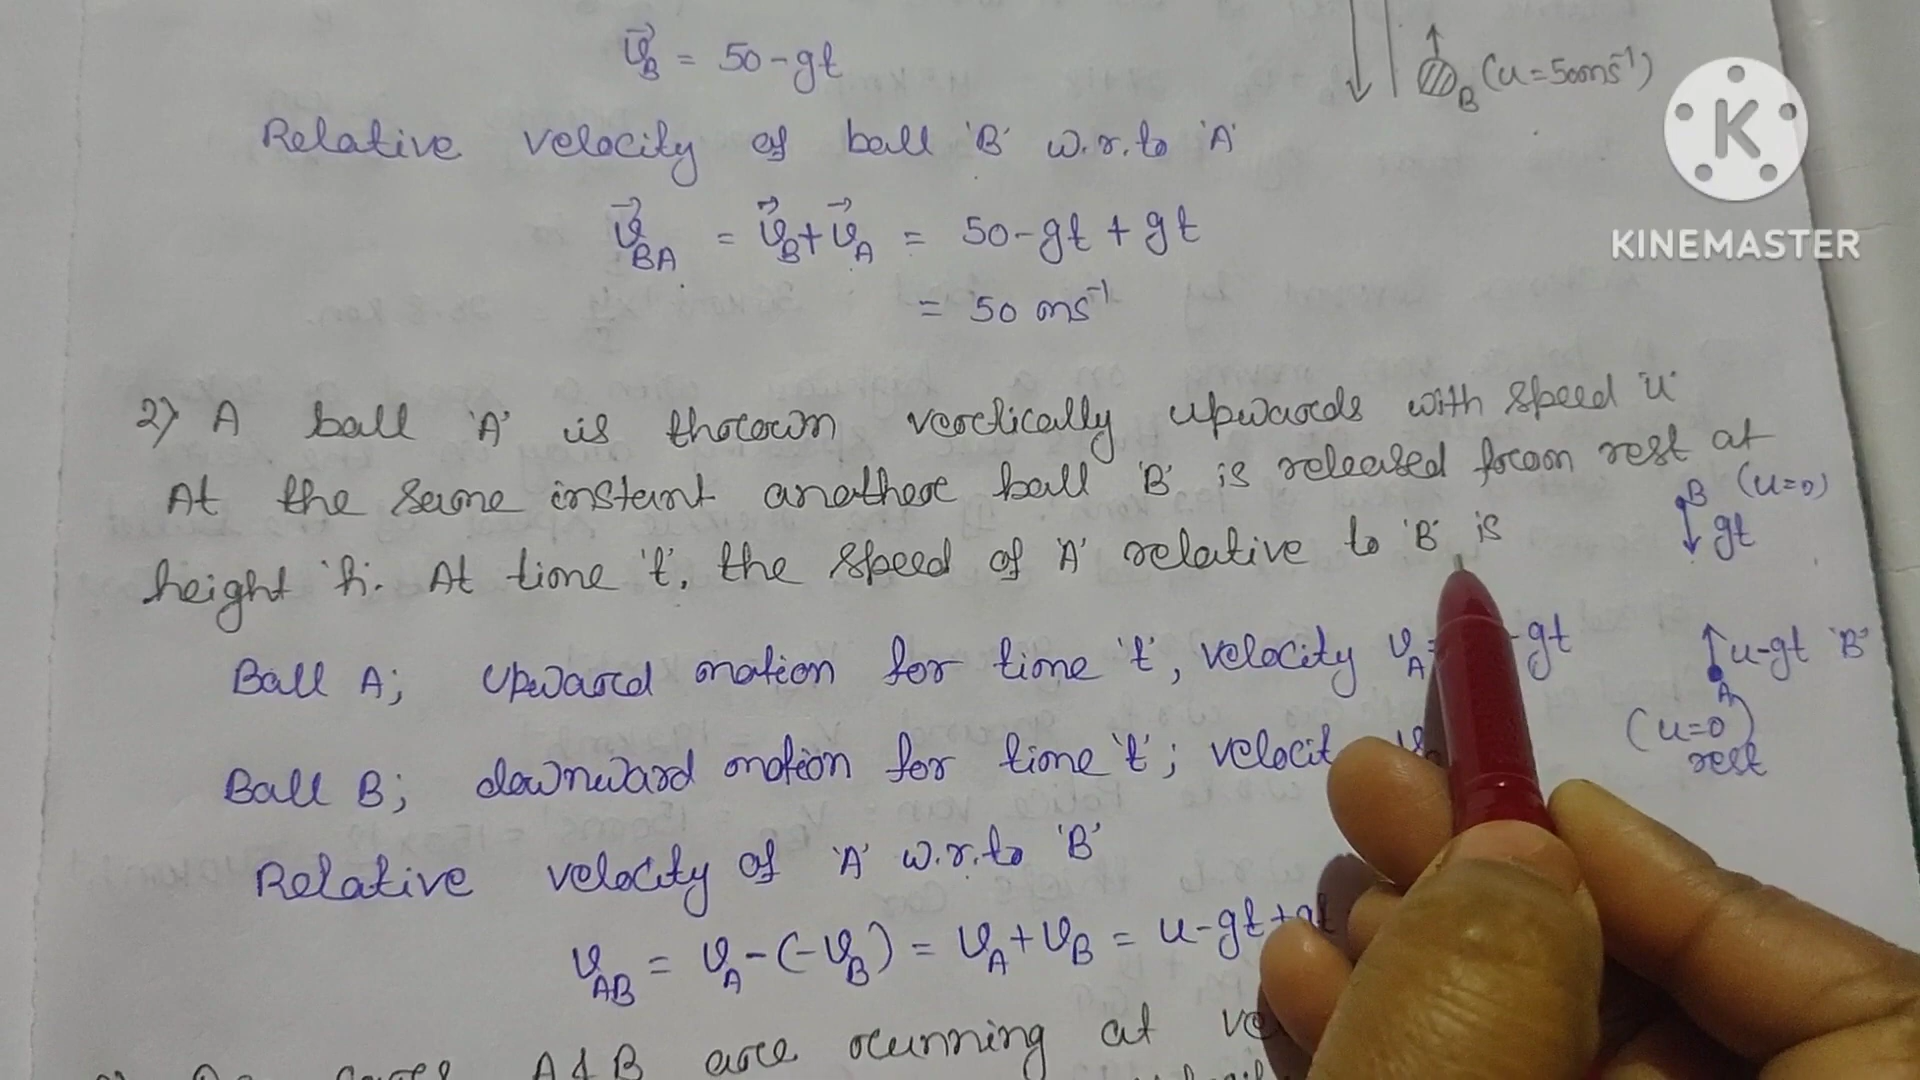 v⃗B = 50-gt
B (u=50ms⁻¹)
Relative velocity of ball 'B' w.r.to 'A'
v⃗BA = v⃗B+v⃗A = 50-gt+gt
= 50 ms⁻¹
KINEMASTER
2) A ball 'A' is thrown vertically upwards with speed 'u'
At the same instant another ball 'B' is released from rest at
height 'h'. At time 't', the speed of 'A' relative to 'B' is
B (u=0)
gt
Ball A; upward motion for time 't', velocity vA= -gt
u-gt 'B'
A
(u=0)
rest
Ball B; downward motion for time 't'; velocit
Relative velocity of 'A' w.r.to 'B'
vAB = vA-(-vB) = vA+vB = u-gt+gt
A & B are running at